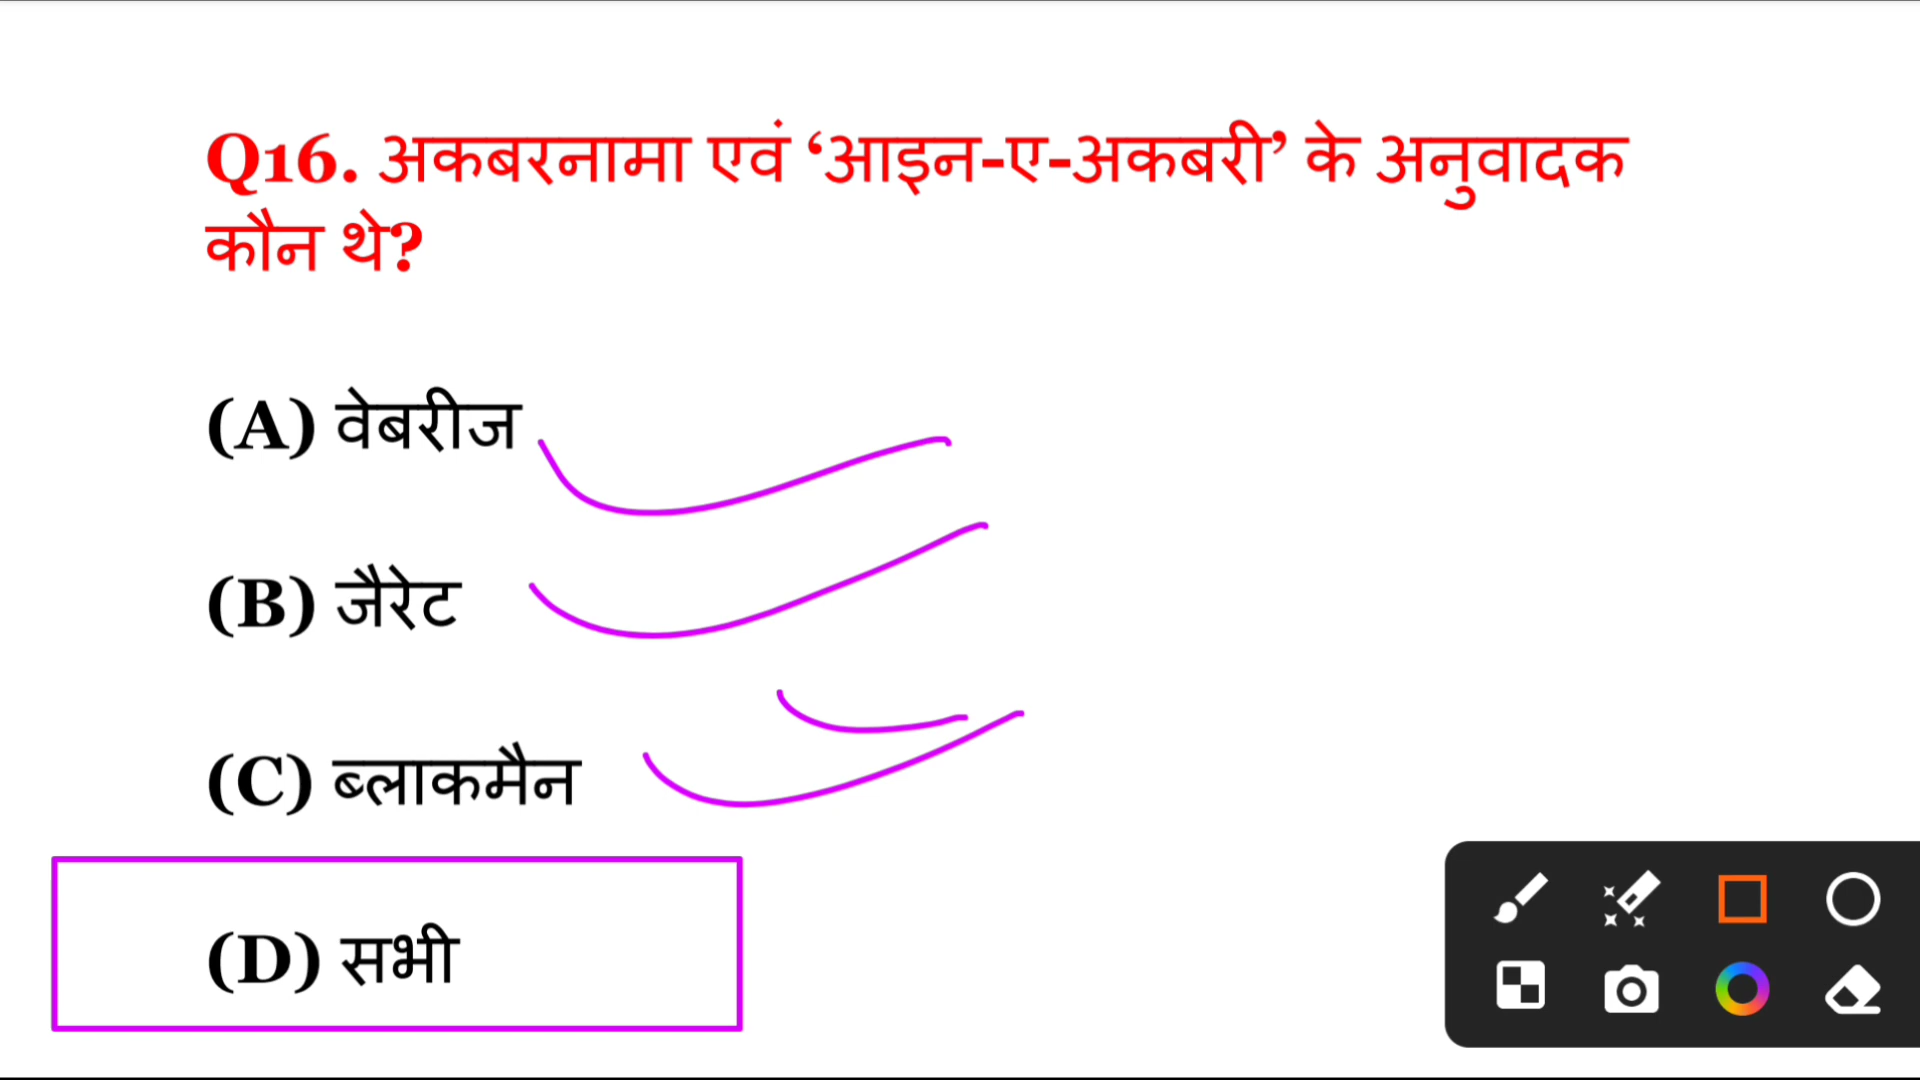 Q16. अकबरनामा एवं ‘आइन-ए-अकबरी’ के अनुवादक
कौन थे?
(A) वेबरीज
(B) जैरेट
(C) ब्लाकमैन
(D) सभी